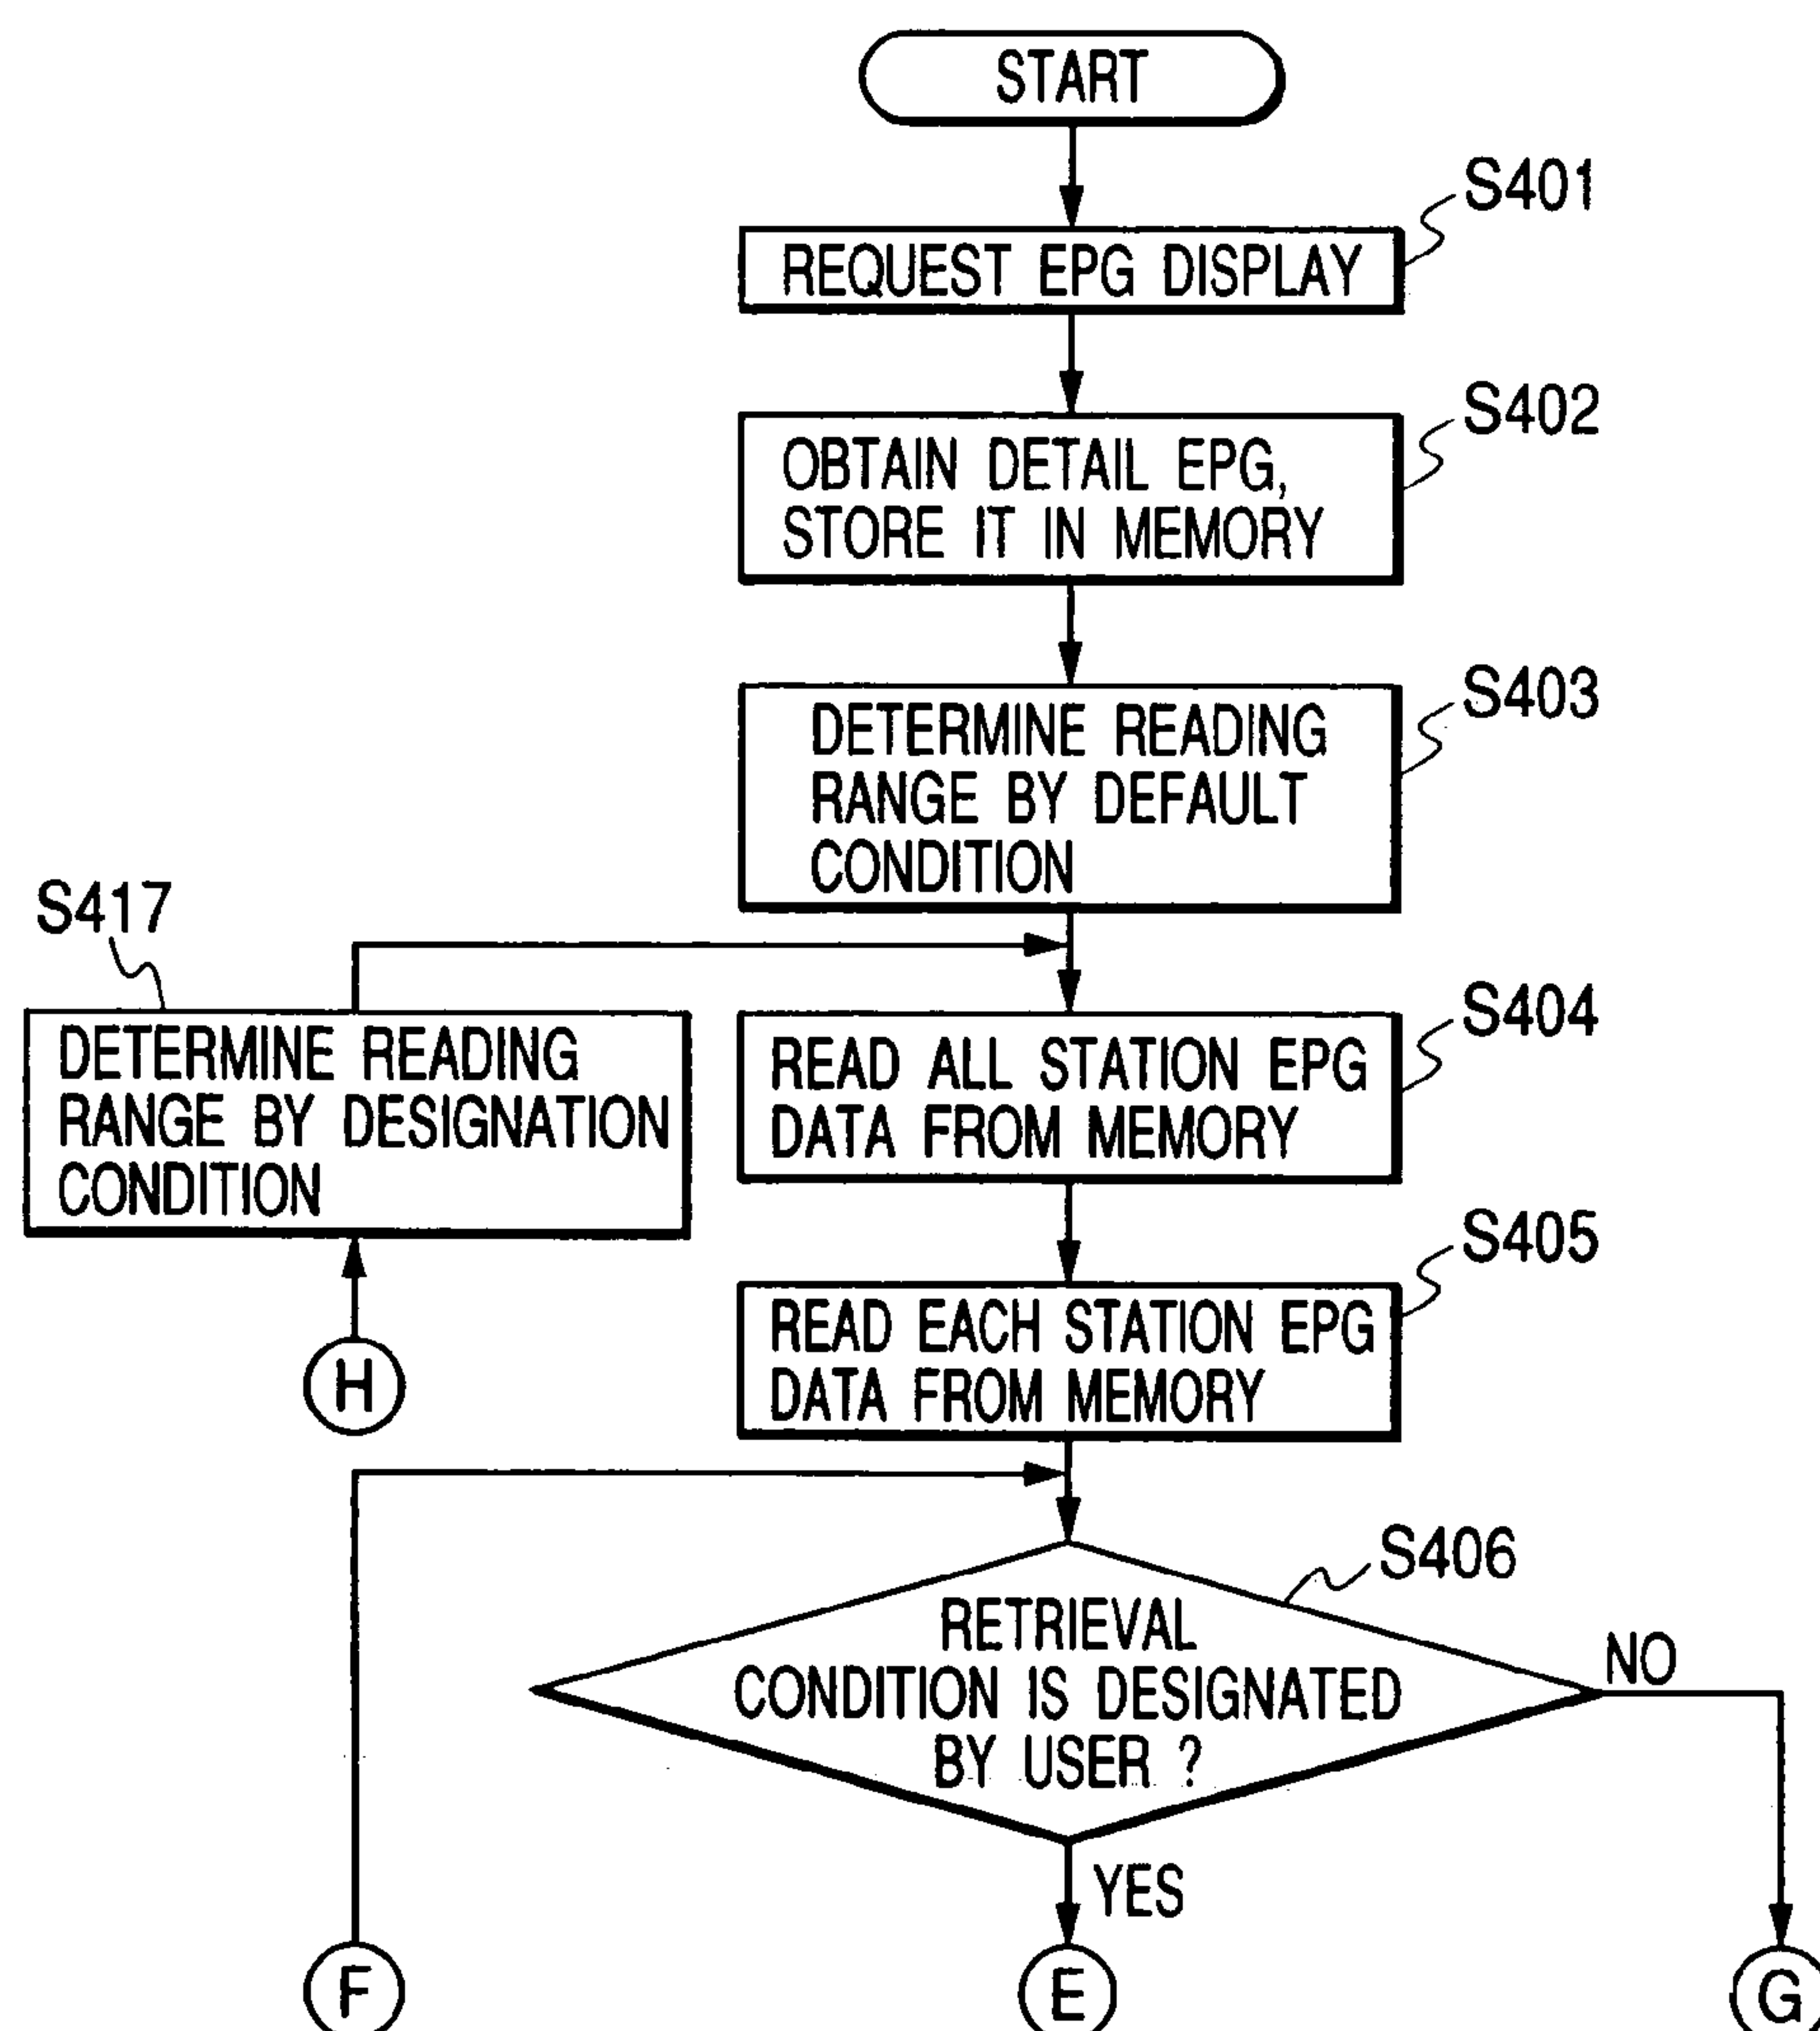 START
S401
REQUEST EPG DISPLAY
S402
OBTAIN DETAIL EPG,
STORE IT IN MEMORY
S403
DETERMINE READING
RANGE BY DEFAULT
CONDITION
S417
DETERMINE READING
RANGE BY DESIGNATION
CONDITION
S404
READ ALL STATION EPG
DATA FROM MEMORY
S405
READ EACH STATION EPG
DATA FROM MEMORY
H
S406
RETRIEVAL
CONDITION IS DESIGNATED
BY USER ?
NO
YES
F
E
G